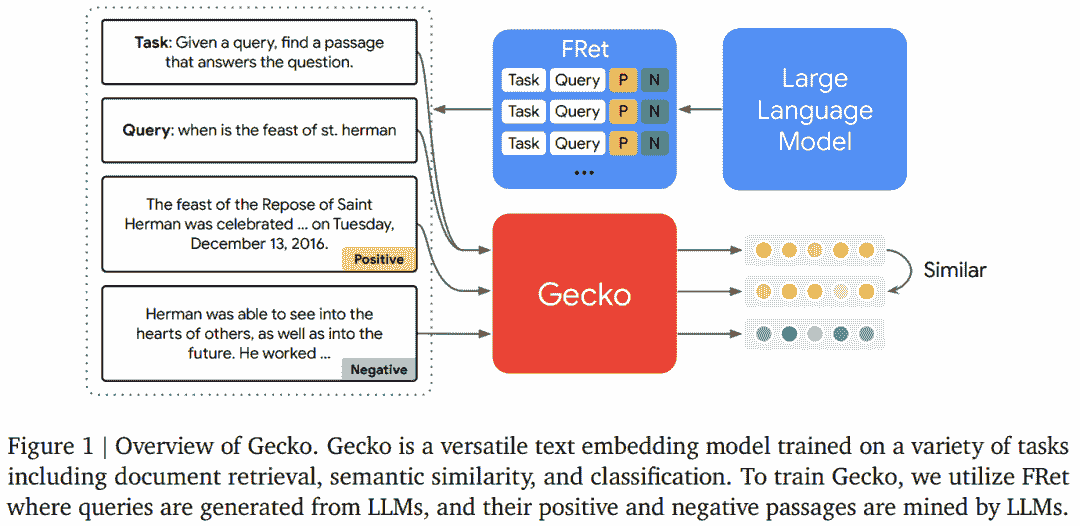 Task: Given a query, find a passage
that answers the question.
Query: when is the feast of st. herman
The feast of the Repose of Saint
Herman was celebrated ... on Tuesday,
December 13, 2016.
Positive
Herman was able to see into the
hearts of others, as well as into the
future. He worked ...
Negative
FRet
Task Query P N
Task Query P N
Task Query P N
...
Large
Language
Model
Gecko
Similar
Figure 1 | Overview of Gecko. Gecko is a versatile text embedding model trained on a variety of tasks
including document retrieval, semantic similarity, and classification. To train Gecko, we utilize FRet
where queries are generated from LLMs, and their positive and negative passages are mined by LLMs.